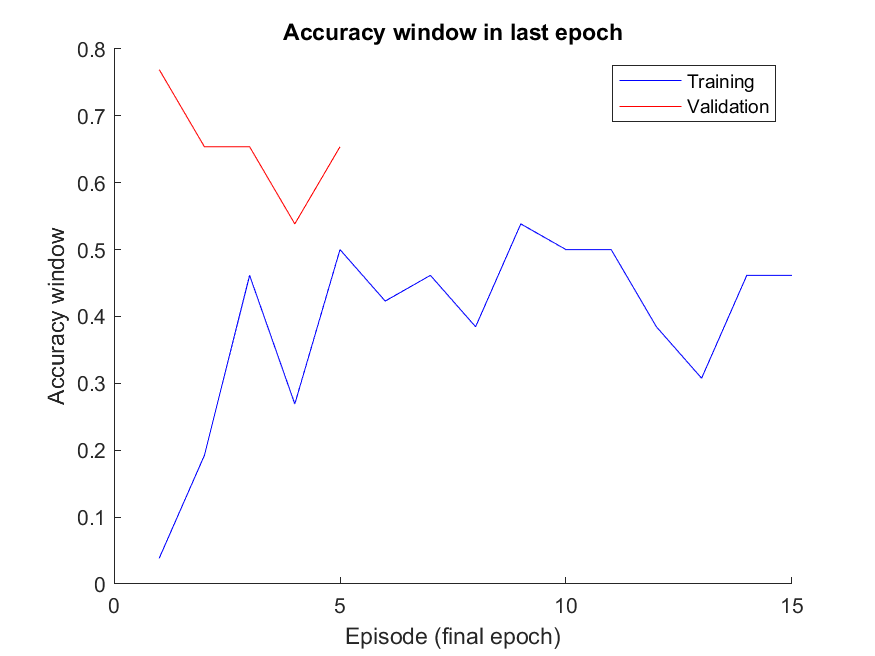 Accuracy window in last epoch
Training
Validation
0.8
0.7
0.6
0.5
0.4
0.3
0.2
0.1
0
Accuracy window
0 5 10 15
Episode (final epoch)